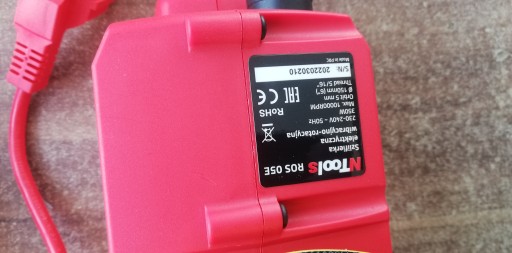 NTools ROS 05E
Szlifierka
elektryczna
wibracyjno-rotacyjna
230-240V~ 50Hz
350W
Max. 10000RPM
Orbit 5 mm
Ø 150mm (6")
Thread 5/16"
RoHS
EAC CE
S/N: 2022030210
Made in PRC